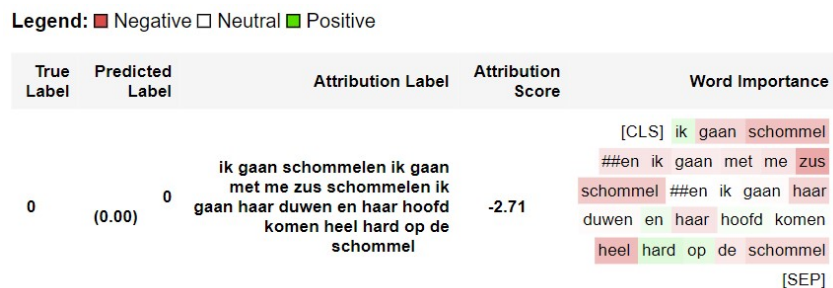 Legend: Negative Neutral Positive
True Label Predicted Label Attribution Label Attribution Score Word Importance
0
0 (0.00)
ik gaan schommelen ik gaan
met me zus schommelen ik
gaan haar duwen en haar hoofd
komen heel hard op de
schommel
-2.71
[CLS] ik gaan schommel
##en ik gaan met me zus
schommel ##en ik gaan haar
duwen en haar hoofd komen
heel hard op de schommel
[SEP]